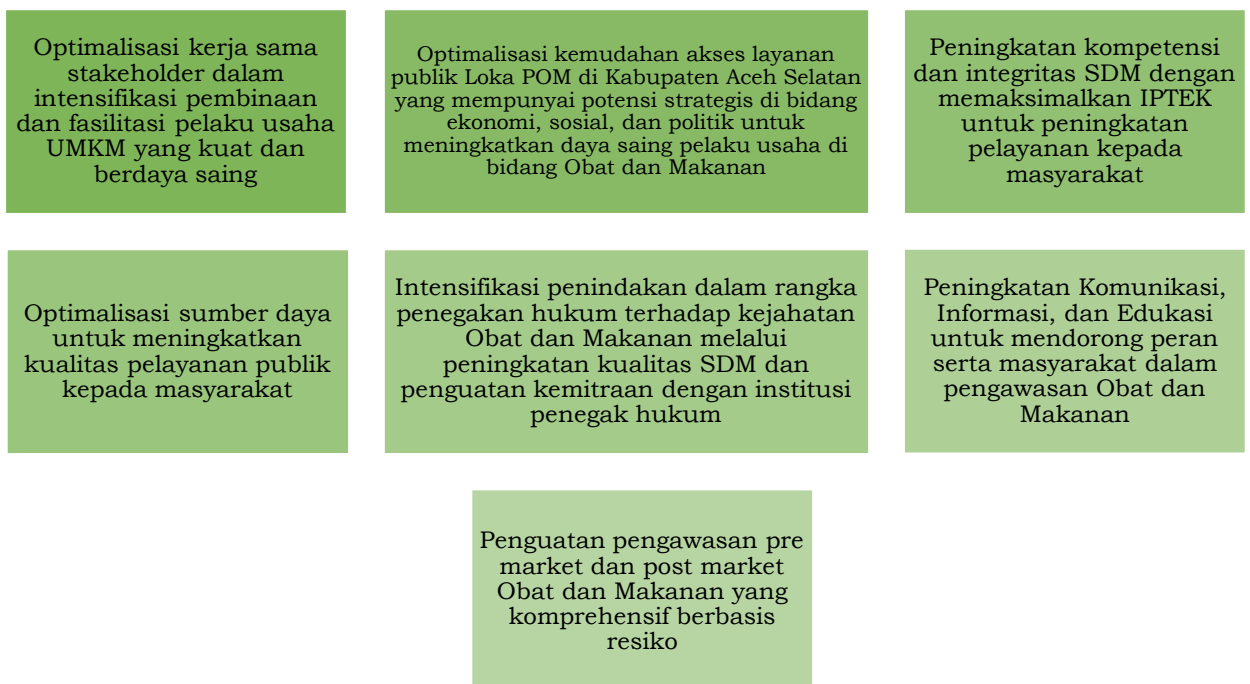 Optimalisasi kerja sama
stakeholder dalam
intensifikasi pembinaan
dan fasilitasi pelaku usaha
UMKM yang kuat dan
berdaya saing
Optimalisasi kemudahan akses layanan
publik Loka POM di Kabupaten Aceh Selatan
yang mempunyai potensi strategis di bidang
ekonomi, sosial, dan politik untuk
meningkatkan daya saing pelaku usaha di
bidang Obat dan Makanan
Peningkatan kompetensi
dan integritas SDM dengan
memaksimalkan IPTEK
untuk peningkatan
pelayanan kepada
masyarakat
Optimalisasi sumber daya
untuk meningkatkan
kualitas pelayanan publik
kepada masyarakat
Intensifikasi penindakan dalam rangka
penegakan hukum terhadap kejahatan
Obat dan Makanan melalui
peningkatan kualitas SDM dan
penguatan kemitraan dengan institusi
penegak hukum
Peningkatan Komunikasi,
Informasi, dan Edukasi
untuk mendorong peran
serta masyarakat dalam
pengawasan Obat dan
Makanan
Penguatan pengawasan pre
market dan post market
Obat dan Makanan yang
komprehensif berbasis
resiko